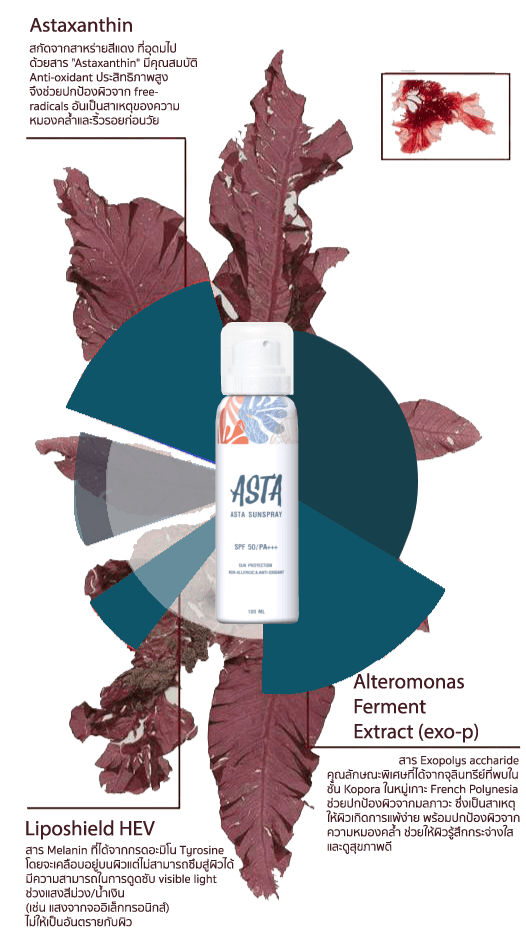 Astaxanthin
สกัดจากสาหร่ายสีแดง ที่อุดมไป
ด้วยสาร "Astaxanthin" มีคุณสมบัติ
Anti-oxidant ประสิทธิภาพสูง
จึงช่วยปกป้องผิวจาก free-
radicals อันเป็นสาเหตุของความ
หมองคล้ำและริ้วรอยก่อนวัย
ASTA
ASTA SUNSPRAY
SPF 50/PA+++
SUN PROTECTION
NON-ALLERGIC & ANTI-OXIDANT
100 ML
Alteromonas
Ferment
Extract (exo-p)
สาร Exopolys accharide
คุณลักษณะพิเศษที่ได้จากจุลินทรีย์ที่พบใน
ชั้น Kopora ในหมู่เกาะ French Polynesia
ช่วยปกป้องผิวจากมลภาวะ ซึ่งเป็นสาเหตุ
ให้ผิวเกิดการแพ้ง่าย พร้อมปกป้องผิวจาก
ความหมองคล้ำ ช่วยให้ผิวรู้สึกกระจ่างใส
และดูสุขภาพดี
Liposhield HEV
สาร Melanin ที่ได้จากกรดอะมิโน Tyrosine
โดยจะเคลือบอยู่บนผิวแต่ไม่สามารถซึมสู่ผิวได้
มีความสามารถในการดูดซับ visible light
ช่วงแสงสีม่วง/น้ำเงิน
(เช่น แสงจากจออิเล็กทรอนิกส์)
ไม่ให้เป็นอันตรายกับผิว